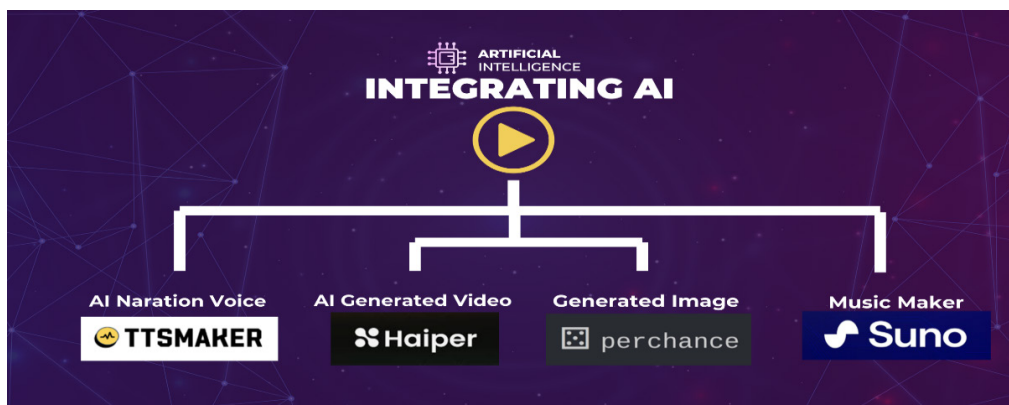 ARTIFICIAL
INTELLIGENCE
INTEGRATING AI
AI Naration Voice
TTSMAKER
AI Generated Video
Haiper
Generated Image
perchance
Music Maker
Suno